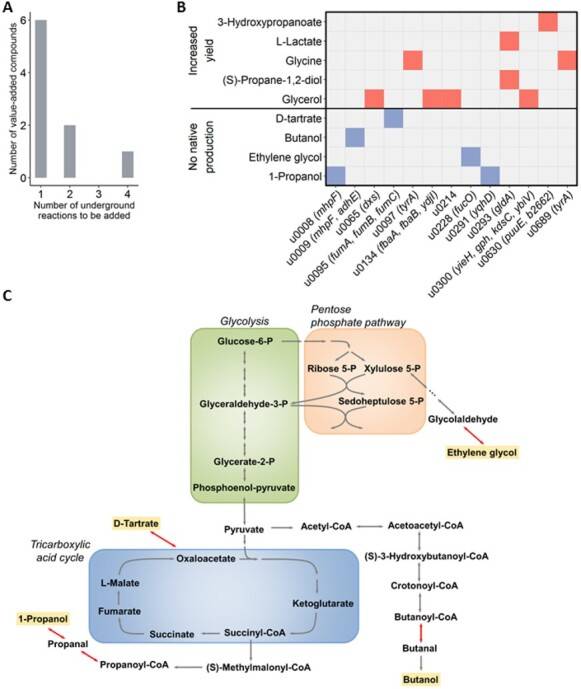 A
Number of value-added compounds
6
4
2
0
1
2
3
4
Number of underground
reactions to be added
B
Increased
yield
No native
production
3-Hydroxypropanoate
L-Lactate
Glycine
(S)-Propane-1,2-diol
Glycerol
D-tartrate
Butanol
Ethylene glycol
1-Propanol
u0008 (mhpF)
u0009 (mhpF, adhE)
u0065 (dxs)
u0095 (fumA, fumB, fumC)
u0097 (tyrA)
u0134 (fbaA, fbaB, ydjI)
u0214
u0228 (fucO)
u0291 (yqhD)
u0293 (gldA)
u0300 (yieH, gph, kdsC, ybiV)
u0630 (puuE, b2662)
u0689 (tyrA)
C
Glycolysis
Pentose
phosphate pathway
Glucose-6-P
Ribose 5-P
Xylulose 5-P
Glyceraldehyde-3-P
Sedoheptulose 5-P
Glycolaldehyde
Ethylene glycol
Glycerate-2-P
Phosphoenol-pyruvate
D-Tartrate
Pyruvate
Acetyl-CoA
Acetoacetyl-CoA
Tricarboxylic
acid cycle
Oxaloacetate
(S)-3-Hydroxybutanoyl-CoA
L-Malate
Crotonoyl-CoA
Fumarate
Ketoglutarate
Butanoyl-CoA
1-Propanol
Succinate
Succinyl-CoA
Propanal
Butanal
Propanoyl-CoA
(S)-Methylmalonyl-CoA
Butanol